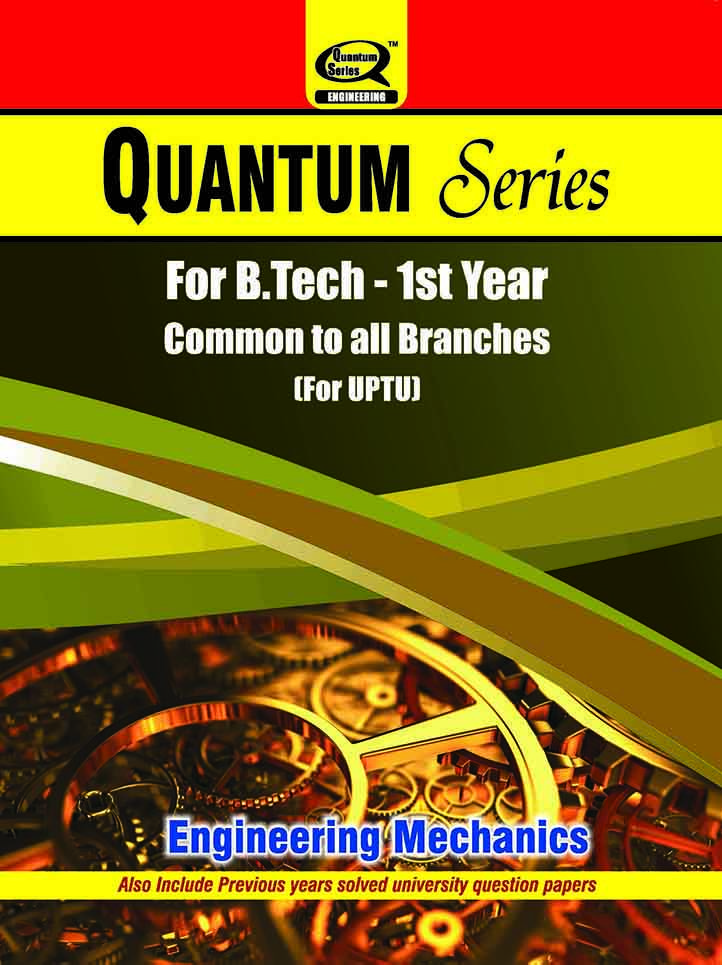 Quantum
Series
TM
ENGINEERING
QUANTUM Series
For B.Tech - 1st Year
Common to all Branches
(For UPTU)
Engineering Mechanics
Also Include Previous years solved university question papers